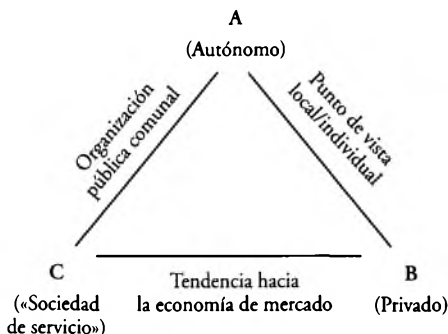 A
(Autónomo)
Organización
pública comunal
Punto de vista
local/individual
C
B
Tendencia hacia
(«Sociedad
la economía de mercado
(Privado)
de servicio»)